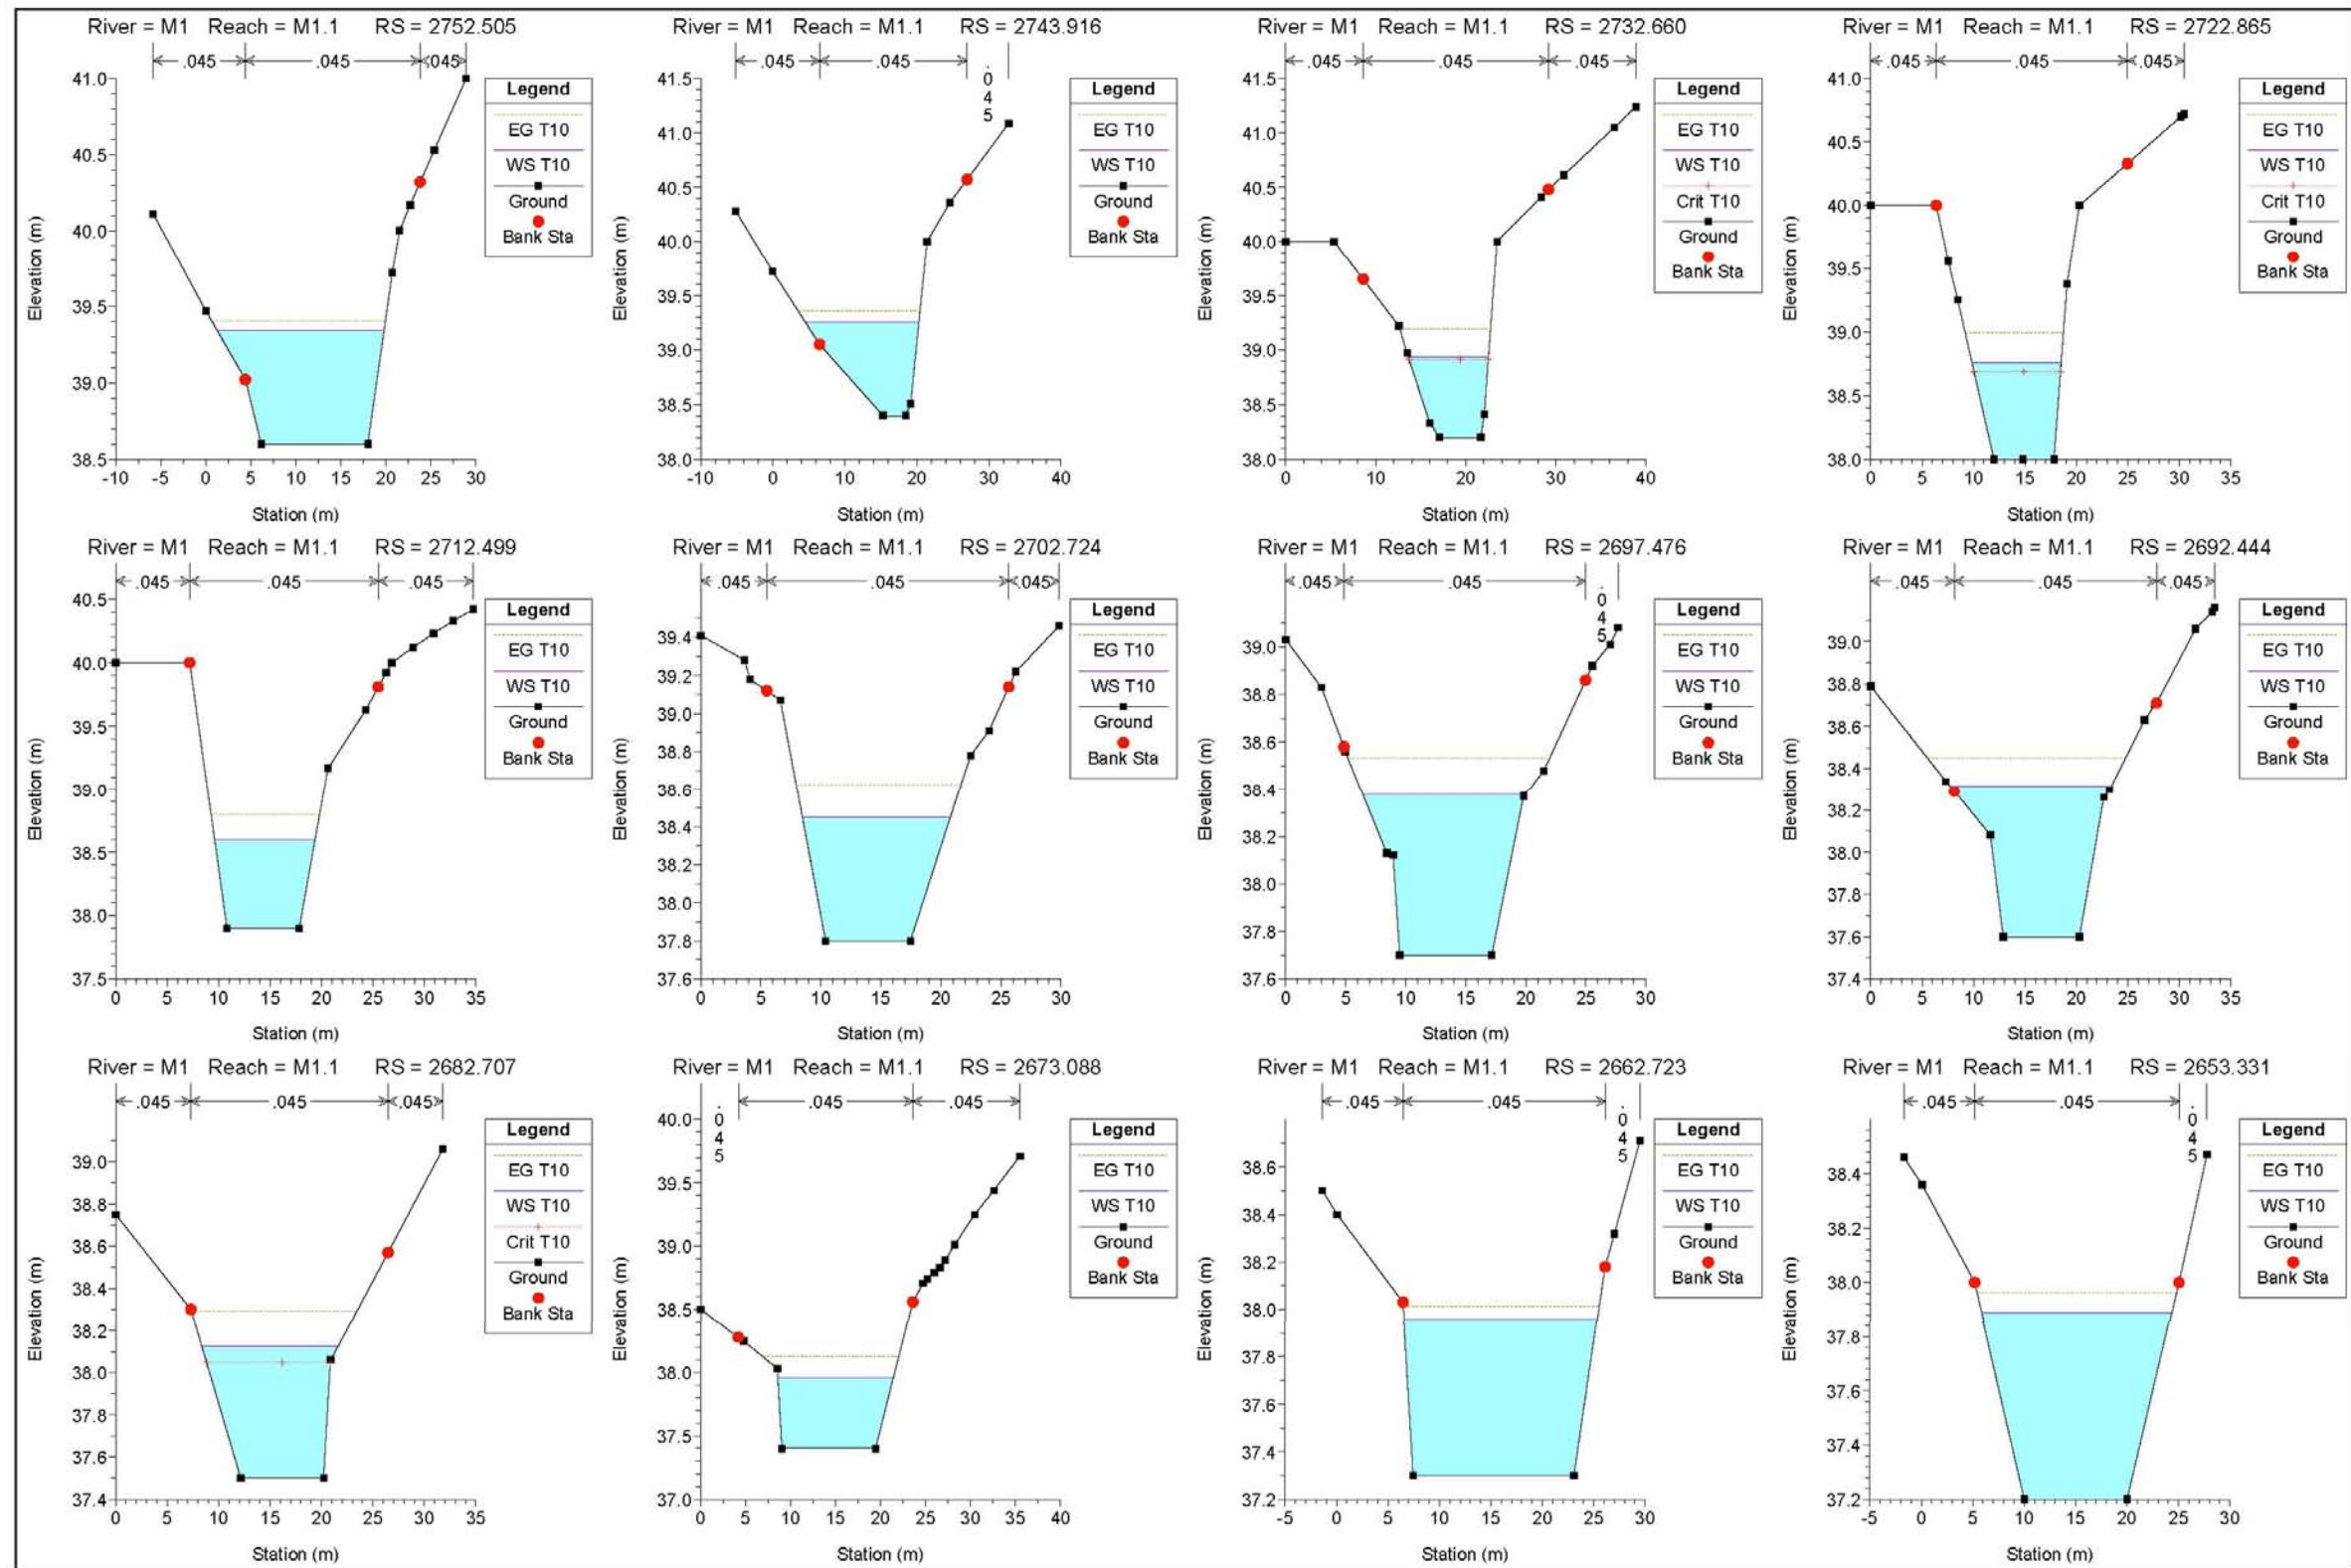 River = M1 Reach = M1.1 RS = 2752.505
.045 .045 .045
41.0
40.5
40.0
39.5
39.0
38.5
Elevation (m)
-10 -5 0 5 10 15 20 25 30
Station (m)
Legend
EG T10
WS T10
Ground
Bank Sta
River = M1 Reach = M1.1 RS = 2743.916
.045 .045 .045
41.5
41.0
40.5
40.0
39.5
39.0
38.5
38.0
Elevation (m)
-10 0 10 20 30 40
Station (m)
Legend
EG T10
WS T10
Ground
Bank Sta
River = M1 Reach = M1.1 RS = 2732.660
.045 .045 .045
41.5
41.0
40.5
40.0
39.5
39.0
38.5
38.0
Elevation (m)
0 10 20 30 40
Station (m)
Legend
EG T10
WS T10
Crit T10
Ground
Bank Sta
River = M1 Reach = M1.1 RS = 2722.865
.045 .045 .045
41.0
40.5
40.0
39.5
39.0
38.5
38.0
Elevation (m)
0 5 10 15 20 25 30 35
Station (m)
Legend
EG T10
WS T10
Crit T10
Ground
Bank Sta
River = M1 Reach = M1.1 RS = 2712.499
.045 .045 .045
40.5
40.0
39.5
39.0
38.5
38.0
37.5
Elevation (m)
0 5 10 15 20 25 30 35
Station (m)
Legend
EG T10
WS T10
Ground
Bank Sta
River = M1 Reach = M1.1 RS = 2702.724
.045 .045 .045
39.4
39.2
39.0
38.8
38.6
38.4
38.2
38.0
37.8
37.6
Elevation (m)
0 5 10 15 20 25 30
Station (m)
Legend
EG T10
WS T10
Ground
Bank Sta
River = M1 Reach = M1.1 RS = 2697.476
.045 .045 .045
39.0
38.8
38.6
38.4
38.2
38.0
37.8
37.6
Elevation (m)
0 5 10 15 20 25 30
Station (m)
Legend
EG T10
WS T10
Ground
Bank Sta
River = M1 Reach = M1.1 RS = 2692.444
.045 .045 .045
39.0
38.8
38.6
38.4
38.2
38.0
37.8
37.6
37.4
Elevation (m)
0 5 10 15 20 25 30 35
Station (m)
Legend
EG T10
WS T10
Ground
Bank Sta
River = M1 Reach = M1.1 RS = 2682.707
.045 .045 .045
39.0
38.8
38.6
38.4
38.2
38.0
37.8
37.6
37.4
Elevation (m)
0 5 10 15 20 25 30 35
Station (m)
Legend
EG T10
WS T10
Crit T10
Ground
Bank Sta
River = M1 Reach = M1.1 RS = 2673.088
.045 .045 .045
40.0
39.5
39.0
38.5
38.0
37.5
37.0
Elevation (m)
0 5 10 15 20 25 30 35 40
Station (m)
Legend
EG T10
WS T10
Ground
Bank Sta
River = M1 Reach = M1.1 RS = 2662.723
.045 .045 .045
38.6
38.4
38.2
38.0
37.8
37.6
37.4
37.2
Elevation (m)
-5 0 5 10 15 20 25 30
Station (m)
Legend
EG T10
WS T10
Ground
Bank Sta
River = M1 Reach = M1.1 RS = 2653.331
.045 .045 .045
38.4
38.2
38.0
37.8
37.6
37.4
37.2
Elevation (m)
-5 0 5 10 15 20 25 30
Station (m)
Legend
EG T10
WS T10
Ground
Bank Sta